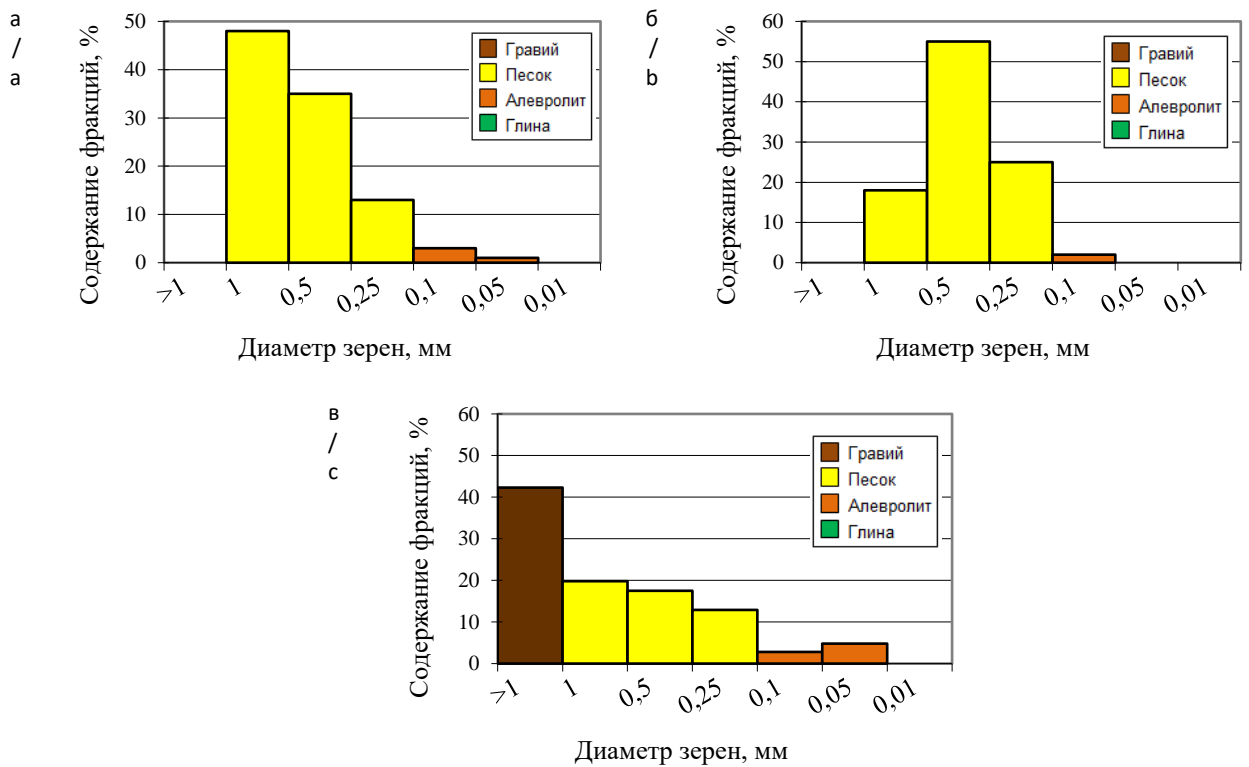 а
/
a
Содержание фракций, %
50
40
30
20
10
0
Гравий
Песок
Алевролит
Глина
>1
1
0,5
0,25
0,1
0,05
0,01
Диаметр зерен, мм
б
/
b
Содержание фракций, %
60
50
40
30
20
10
0
Гравий
Песок
Алевролит
Глина
>1
1
0,5
0,25
0,1
0,05
0,01
Диаметр зерен, мм
в
/
c
Содержание фракций, %
60
50
40
30
20
10
0
Гравий
Песок
Алевролит
Глина
>1
1
0,5
0,25
0,1
0,05
0,01
Диаметр зерен, мм